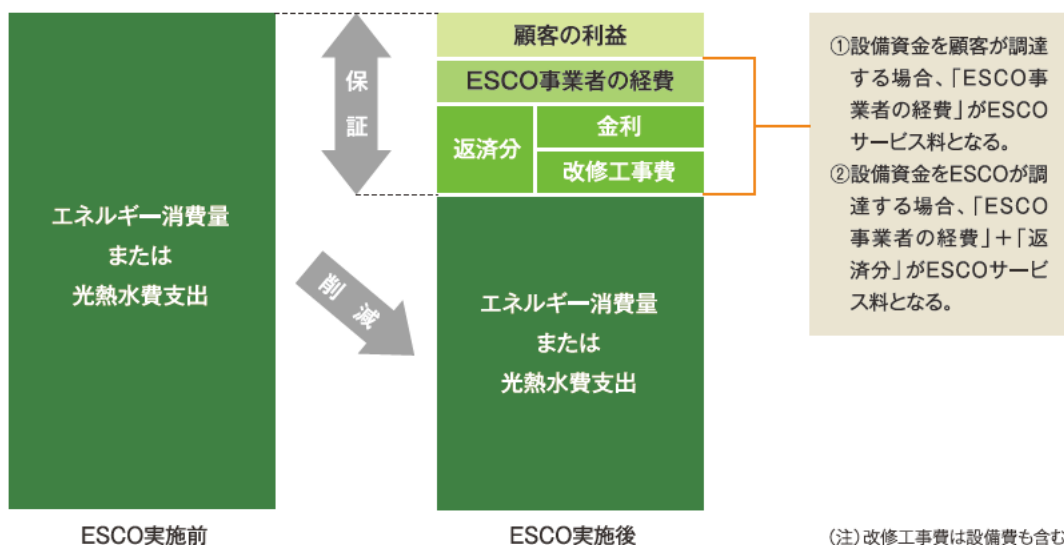 エネルギー消費量
または
光熱水費支出
ESCO実施前
保証
削減
顧客の利益
ESCO事業者の経費
返済分
金利
改修工事費
エネルギー消費量
または
光熱水費支出
ESCO実施後
①設備資金を顧客が調達
する場合、「ESCO事
業者の経費」がESCO
サービス料となる。
②設備資金をESCOが調
達する場合、「ESCO
事業者の経費」＋「返
済分」がESCOサービ
ス料となる。
(注)改修工事費は設備費も含む